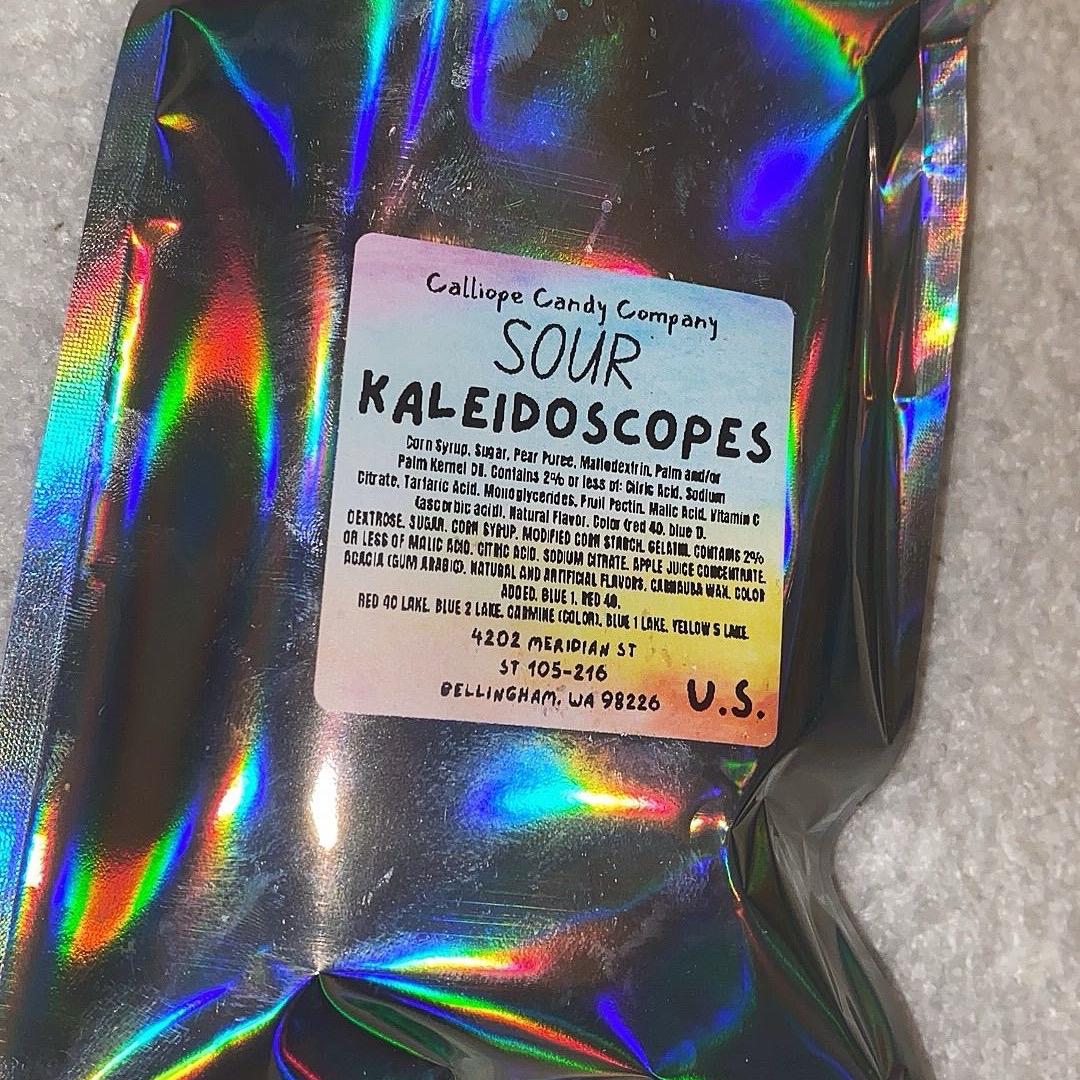 Calliope Candy Company
SOUR
KALEIDOSCOPES
Corn Syrup, Sugar, Pear Puree, Maltodextrin, Palm and/or
Palm Kernel Oil. Contains 2% or less of: Citric Acid, Sodium
Citrate, Tartaric Acid, Monoglycerides, Fruit Pectin, Malic Acid, Vitamin C
(ascorbic acid), Natural Flavor, Color (red 40, blue 1).
DEXTROSE, SUGAR, CORN SYRUP, MODIFIED CORN STARCH, GELATIN, CONTAINS 2%
OR LESS OF MALIC ACID, CITRIC ACID, SODIUM CITRATE, APPLE JUICE CONCENTRATE,
ACACIA (GUM ARABIC), NATURAL AND ARTIFICIAL FLAVORS, CARNAUBA WAX, COLOR
ADDED, BLUE 1, RED 40,
RED 40 LAKE, BLUE 2 LAKE, CARMINE (COLOR), BLUE 1 LAKE, YELLOW 5 LAKE.
4202 MERIDIAN ST
ST 105-216
BELLINGHAM, WA 98226
U.S.